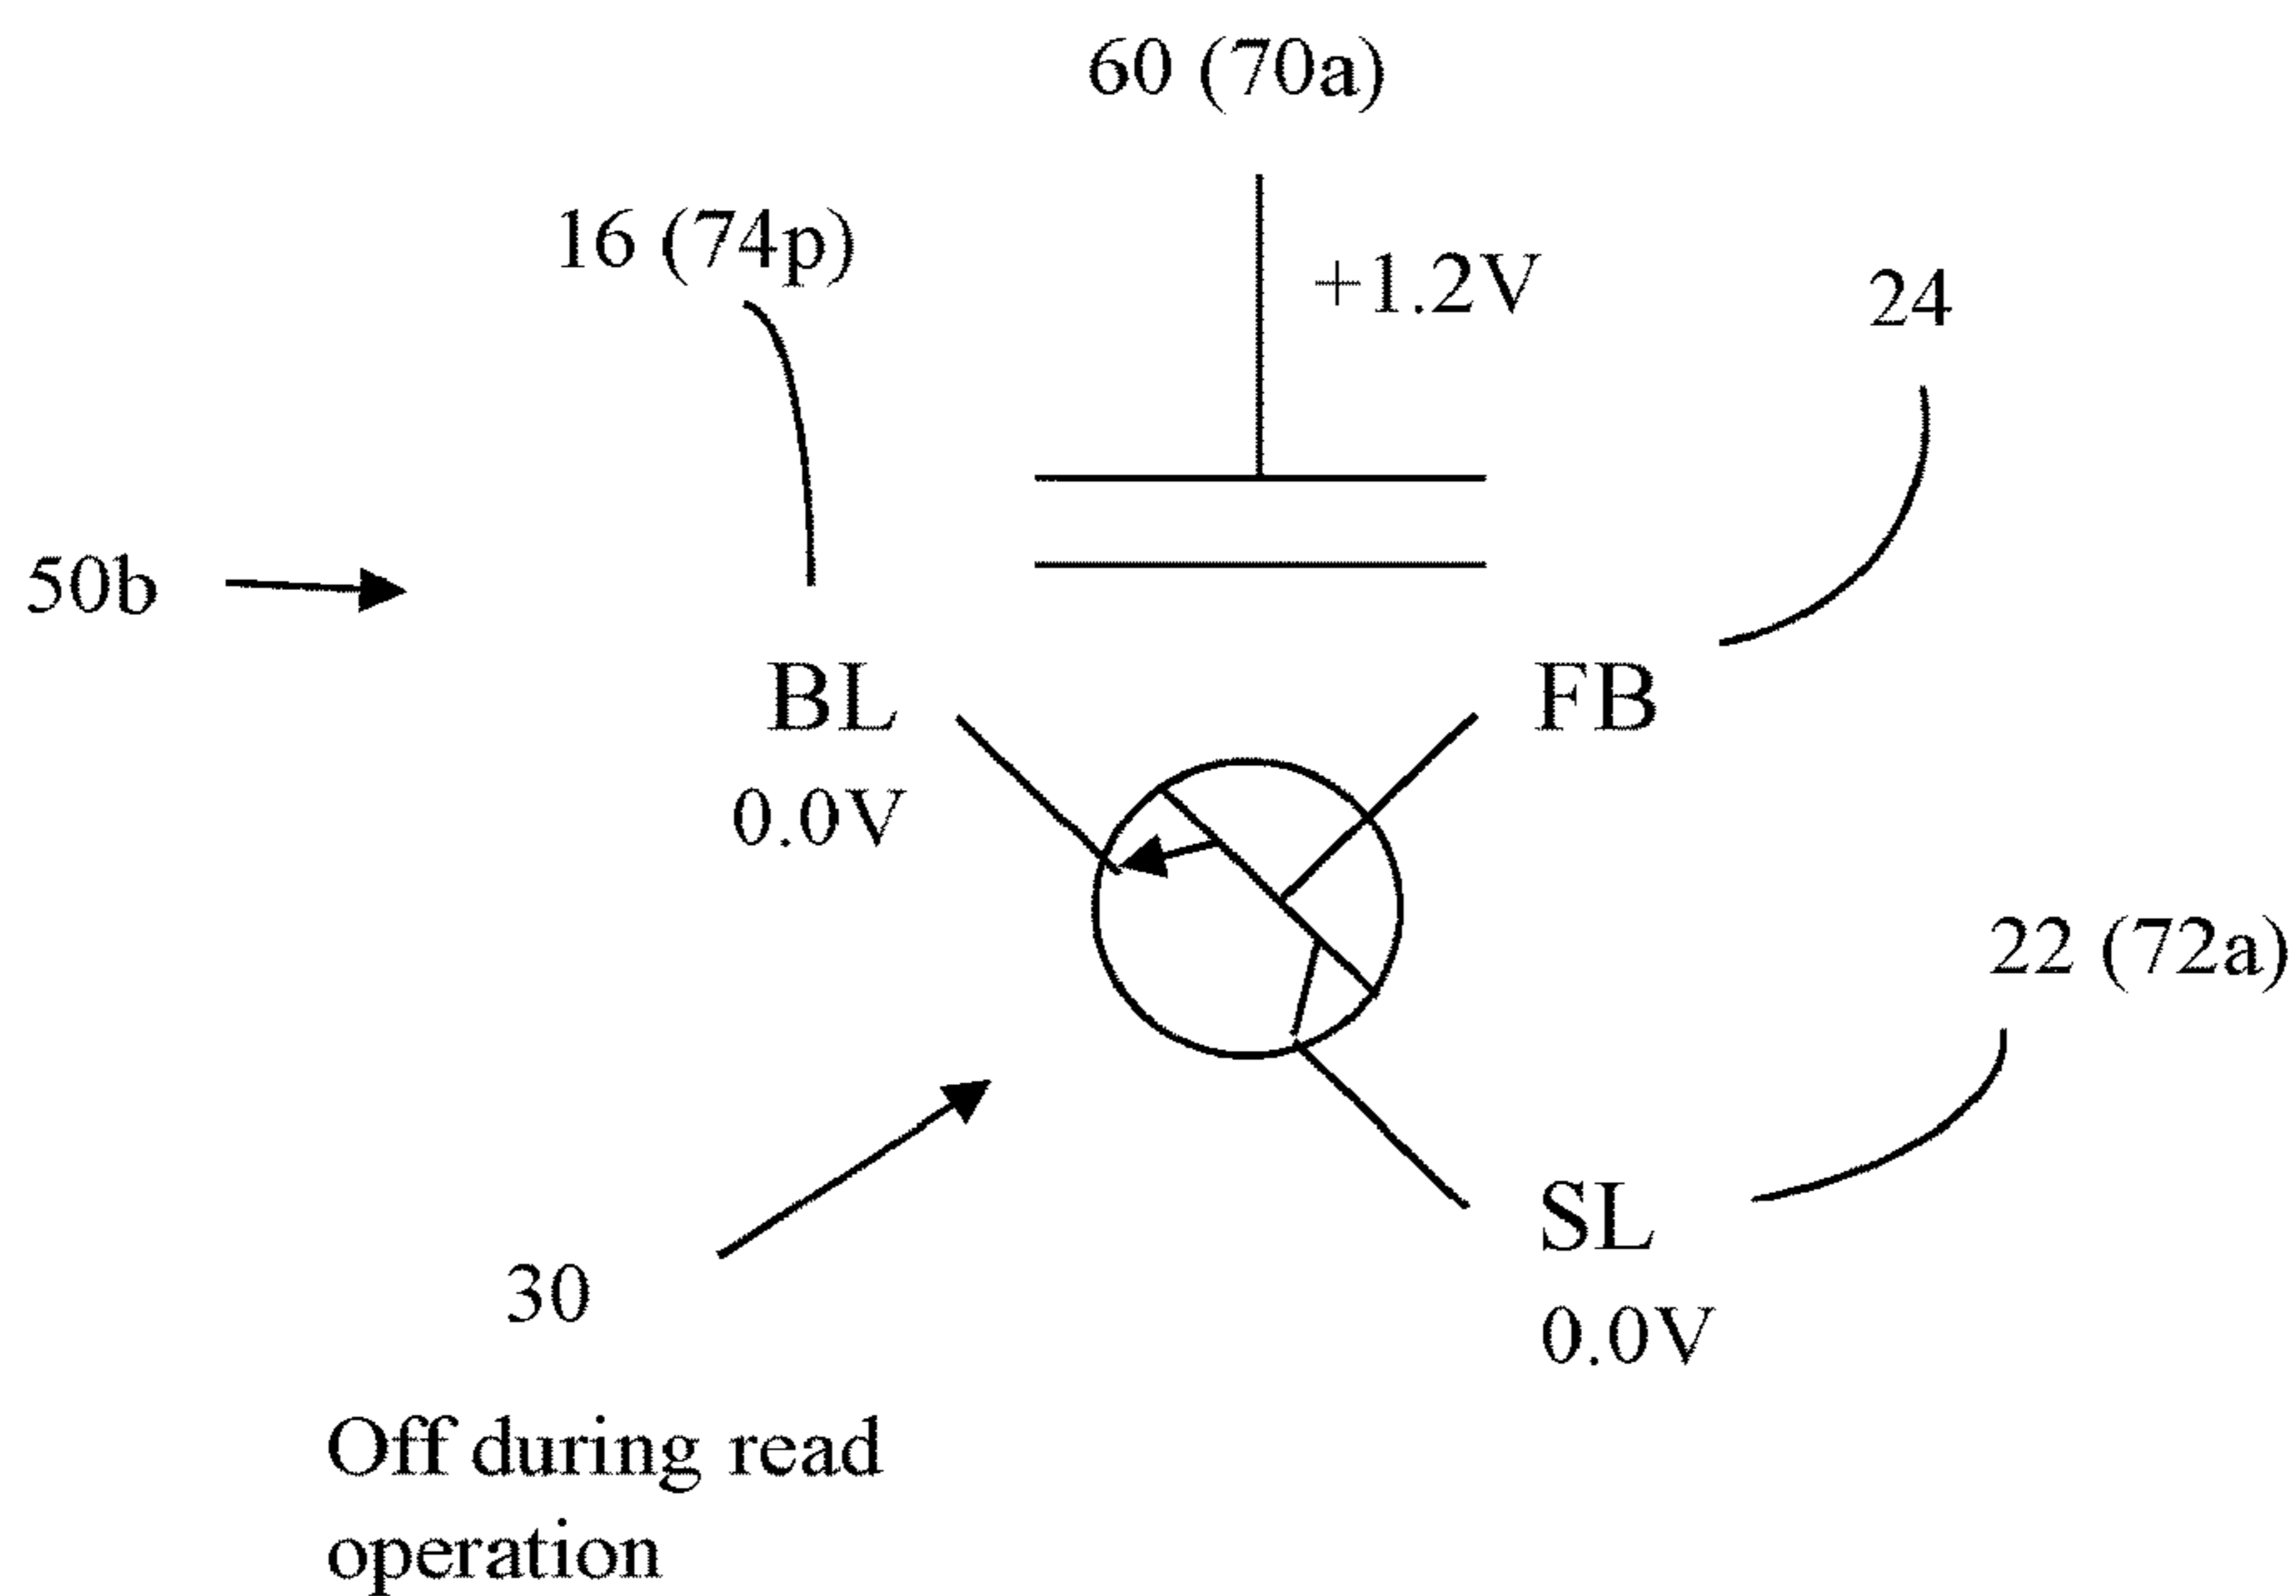 60 (70a)
16 (74p)
+1.2V
24
50b
BL
FB
0.0V
22 (72a)
SL
30
0.0V
Off during read
operation